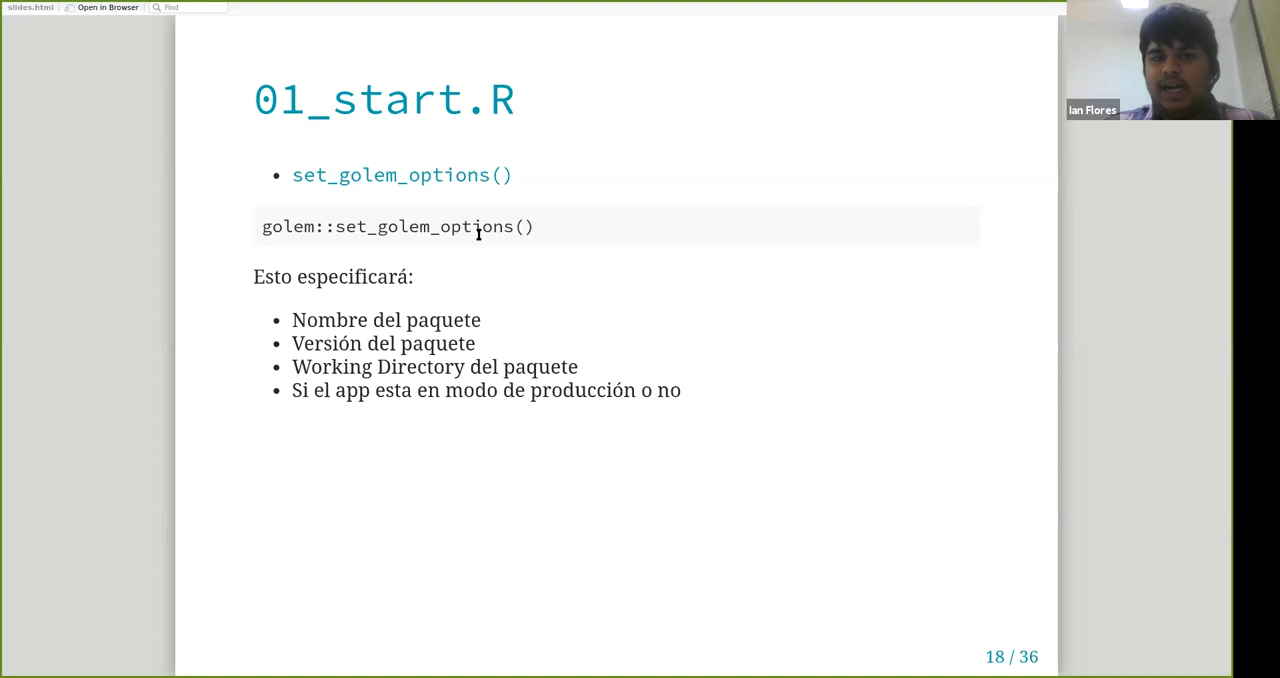 slides.html Open in Browser Find
Ian Flores
01_start.R
• set_golem_options()
golem::set_golem_options()
Esto especificará:
• Nombre del paquete
• Versión del paquete
• Working Directory del paquete
• Si el app esta en modo de producción o no
18 / 36